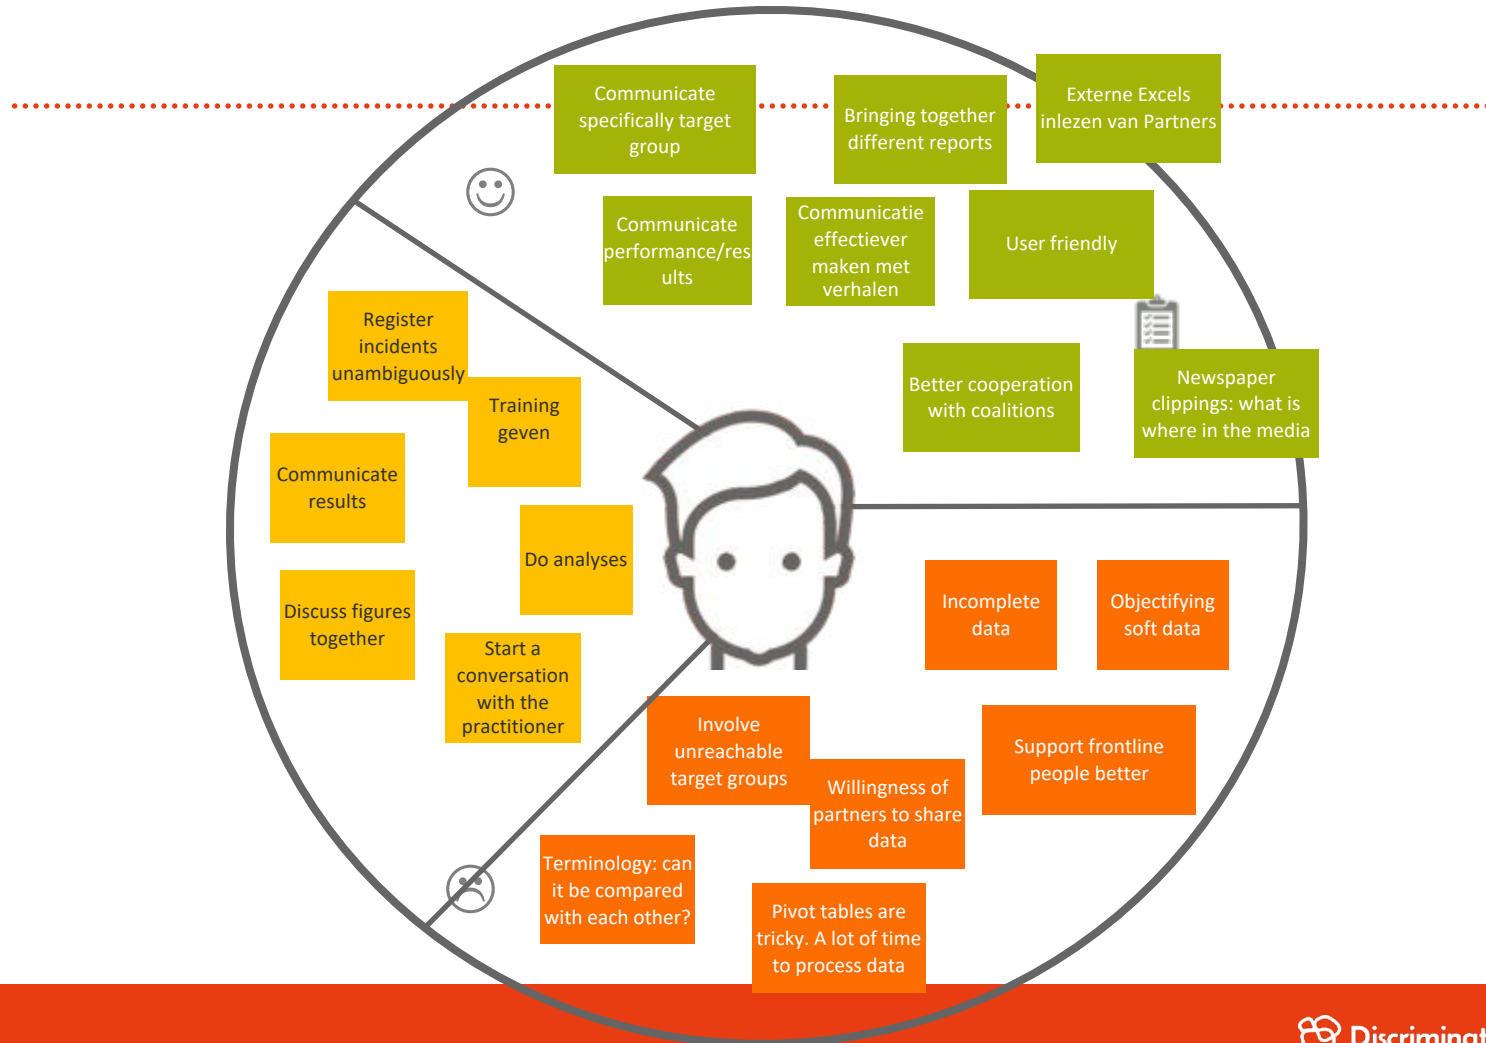 Communicate
specifically target
group
Bringing together
different reports
Externe Excels
inlezen van Partners
Communicate
performance/res
ults
Communicatie
effectiever
maken met
verhalen
User friendly
Register
incidents
unambiguously
Training
geven
Better cooperation
with coalitions
Newspaper
clippings: what is
where in the media
Communicate
results
Do analyses
Discuss figures
together
Start a
conversation
with the
practitioner
Incomplete
data
Objectifying
soft data
Involve
unreachable
target groups
Support frontline
people better
Willingness of
partners to share
data
Terminology: can
it be compared
with each other?
Pivot tables are
tricky. A lot of time
to process data
Discriminat